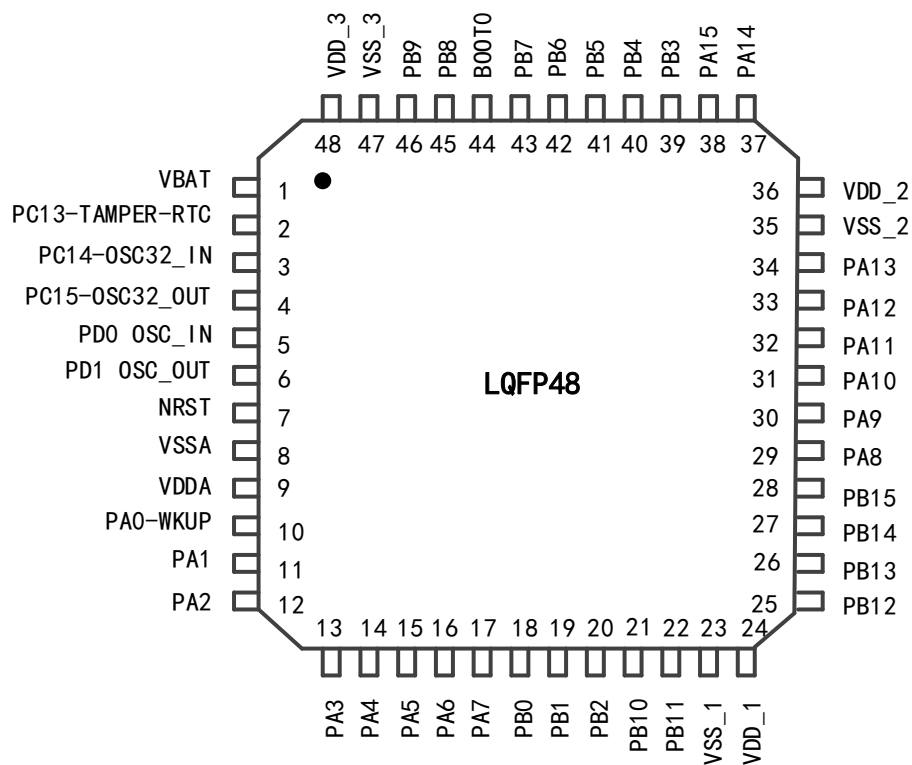 VDD_3
VSS_3
PB9
PB8
BOOT0
PB7
PB6
PB5
PB4
PB3
PA15
PA14
48 47 46 45 44 43 42 41 40 39 38 37
VBAT 1
PC13-TAMPER-RTC 2
PC14-OSC32_IN 3
PC15-OSC32_OUT 4
PD0 OSC_IN 5
PD1 OSC_OUT 6
NRST 7
VSSA 8
VDDA 9
PA0-WKUP 10
PA1 11
PA2 12
LQFP48
36 VDD_2
35 VSS_2
34 PA13
33 PA12
32 PA11
31 PA10
30 PA9
29 PA8
28 PB15
27 PB14
26 PB13
25 PB12
13 14 15 16 17 18 19 20 21 22 23 24
PA3
PA4
PA5
PA6
PA7
PB0
PB1
PB2
PB10
PB11
VSS_1
VDD_1